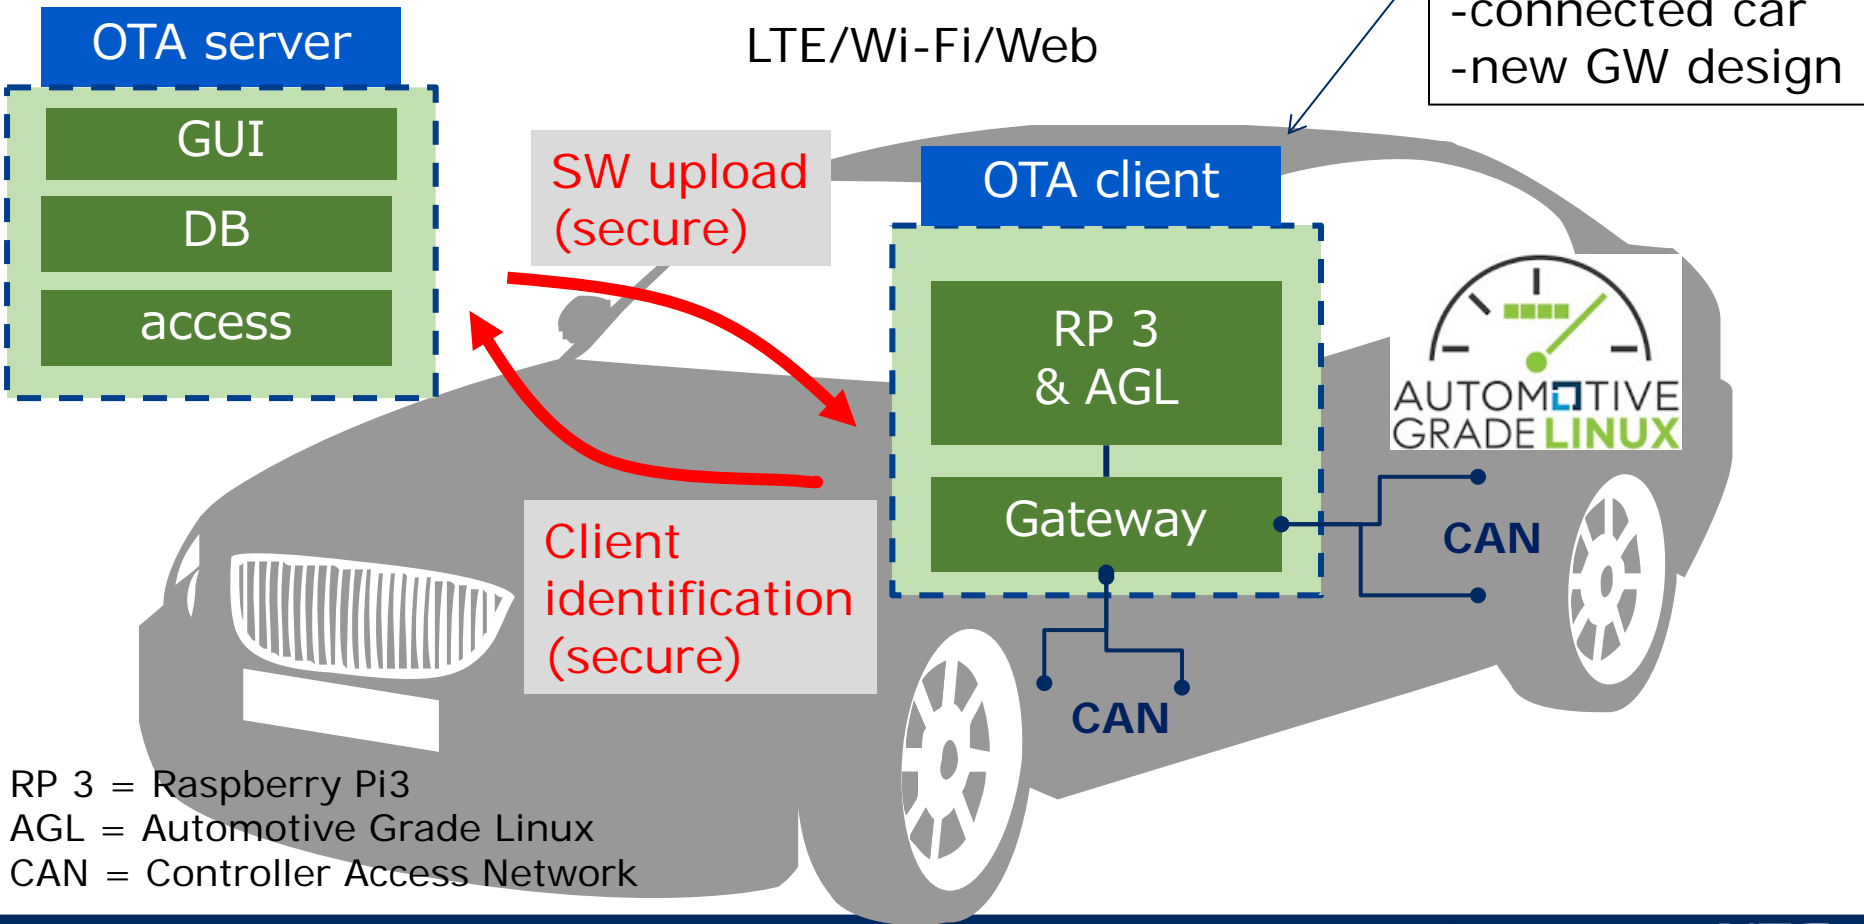 -connected car
-new GW design
OTA server
LTE/Wi-Fi/Web
GUI
DB
access
SW upload
(secure)
OTA client
RP 3
& AGL
Gateway
AUTOMOTIVE
GRADE LINUX
Client
identification
(secure)
CAN
CAN
RP 3 = Raspberry Pi3
AGL = Automotive Grade Linux
CAN = Controller Access Network